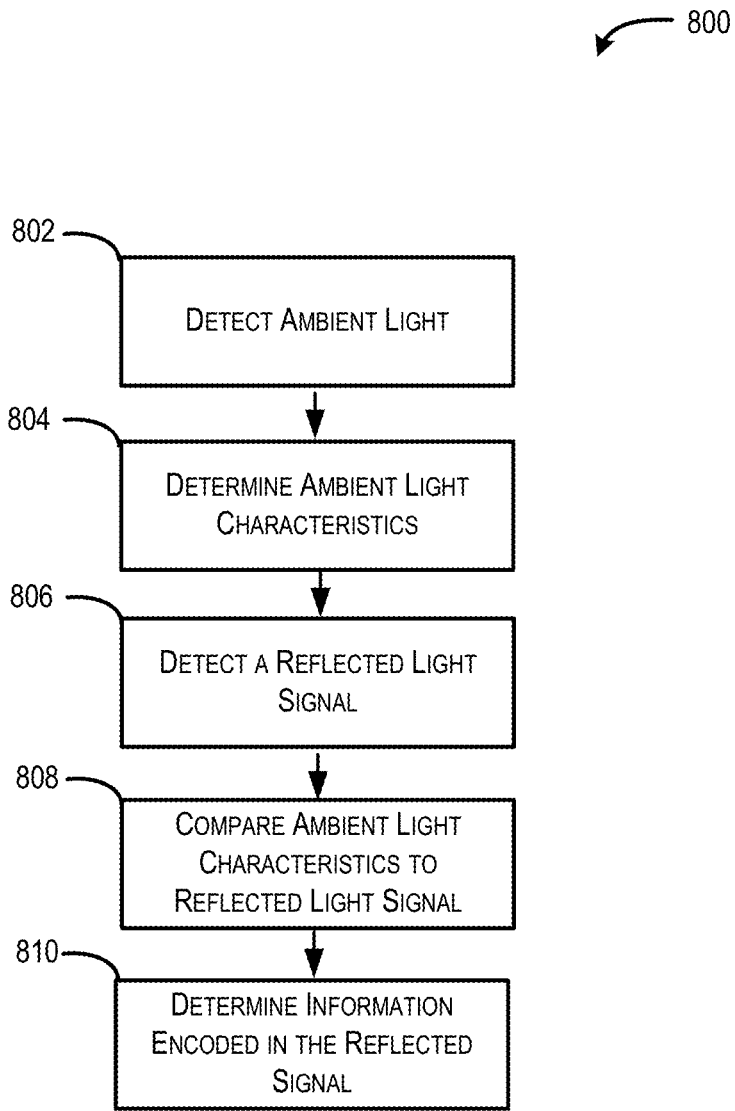 800
802
DETECT AMBIENT LIGHT
804
DETERMINE AMBIENT LIGHT
CHARACTERISTICS
806
DETECT A REFLECTED LIGHT
SIGNAL
808
COMPARE AMBIENT LIGHT
CHARACTERISTICS TO
REFLECTED LIGHT SIGNAL
810
DETERMINE INFORMATION
ENCODED IN THE REFLECTED
SIGNAL